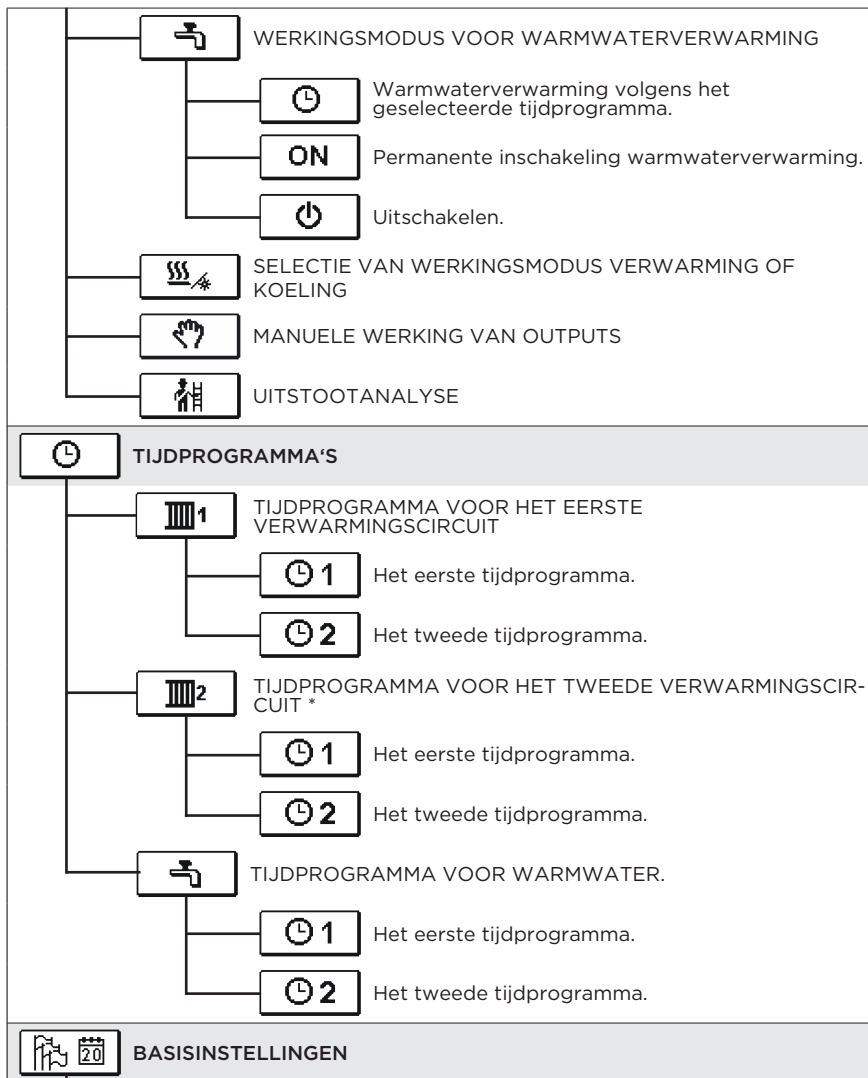 WERKINGSMODUS VOOR WARMWATERVERWARMING
Warmwaterverwarming volgens het
geselecteerde tijdprogramma.
ON
Permanente inschakeling warmwaterverwarming.
Uitschakelen.
SELECTIE VAN WERKINGSMODUS VERWARMING OF
KOELING
MANUELE WERKING VAN OUTPUTS
UITSTOOTANALYSE
TIJDPROGRAMMA‘S
1
TIJDPROGRAMMA VOOR HET EERSTE
VERWARMINGSCIRCUIT
1
Het eerste tijdprogramma.
2
Het tweede tijdprogramma.
2
TIJDPROGRAMMA VOOR HET TWEEDE VERWARMINGSCIR-
CUIT *
1
Het eerste tijdprogramma.
2
Het tweede tijdprogramma.
TIJDPROGRAMMA VOOR WARMWATER.
1
Het eerste tijdprogramma.
2
Het tweede tijdprogramma.
20
BASISINSTELLINGEN